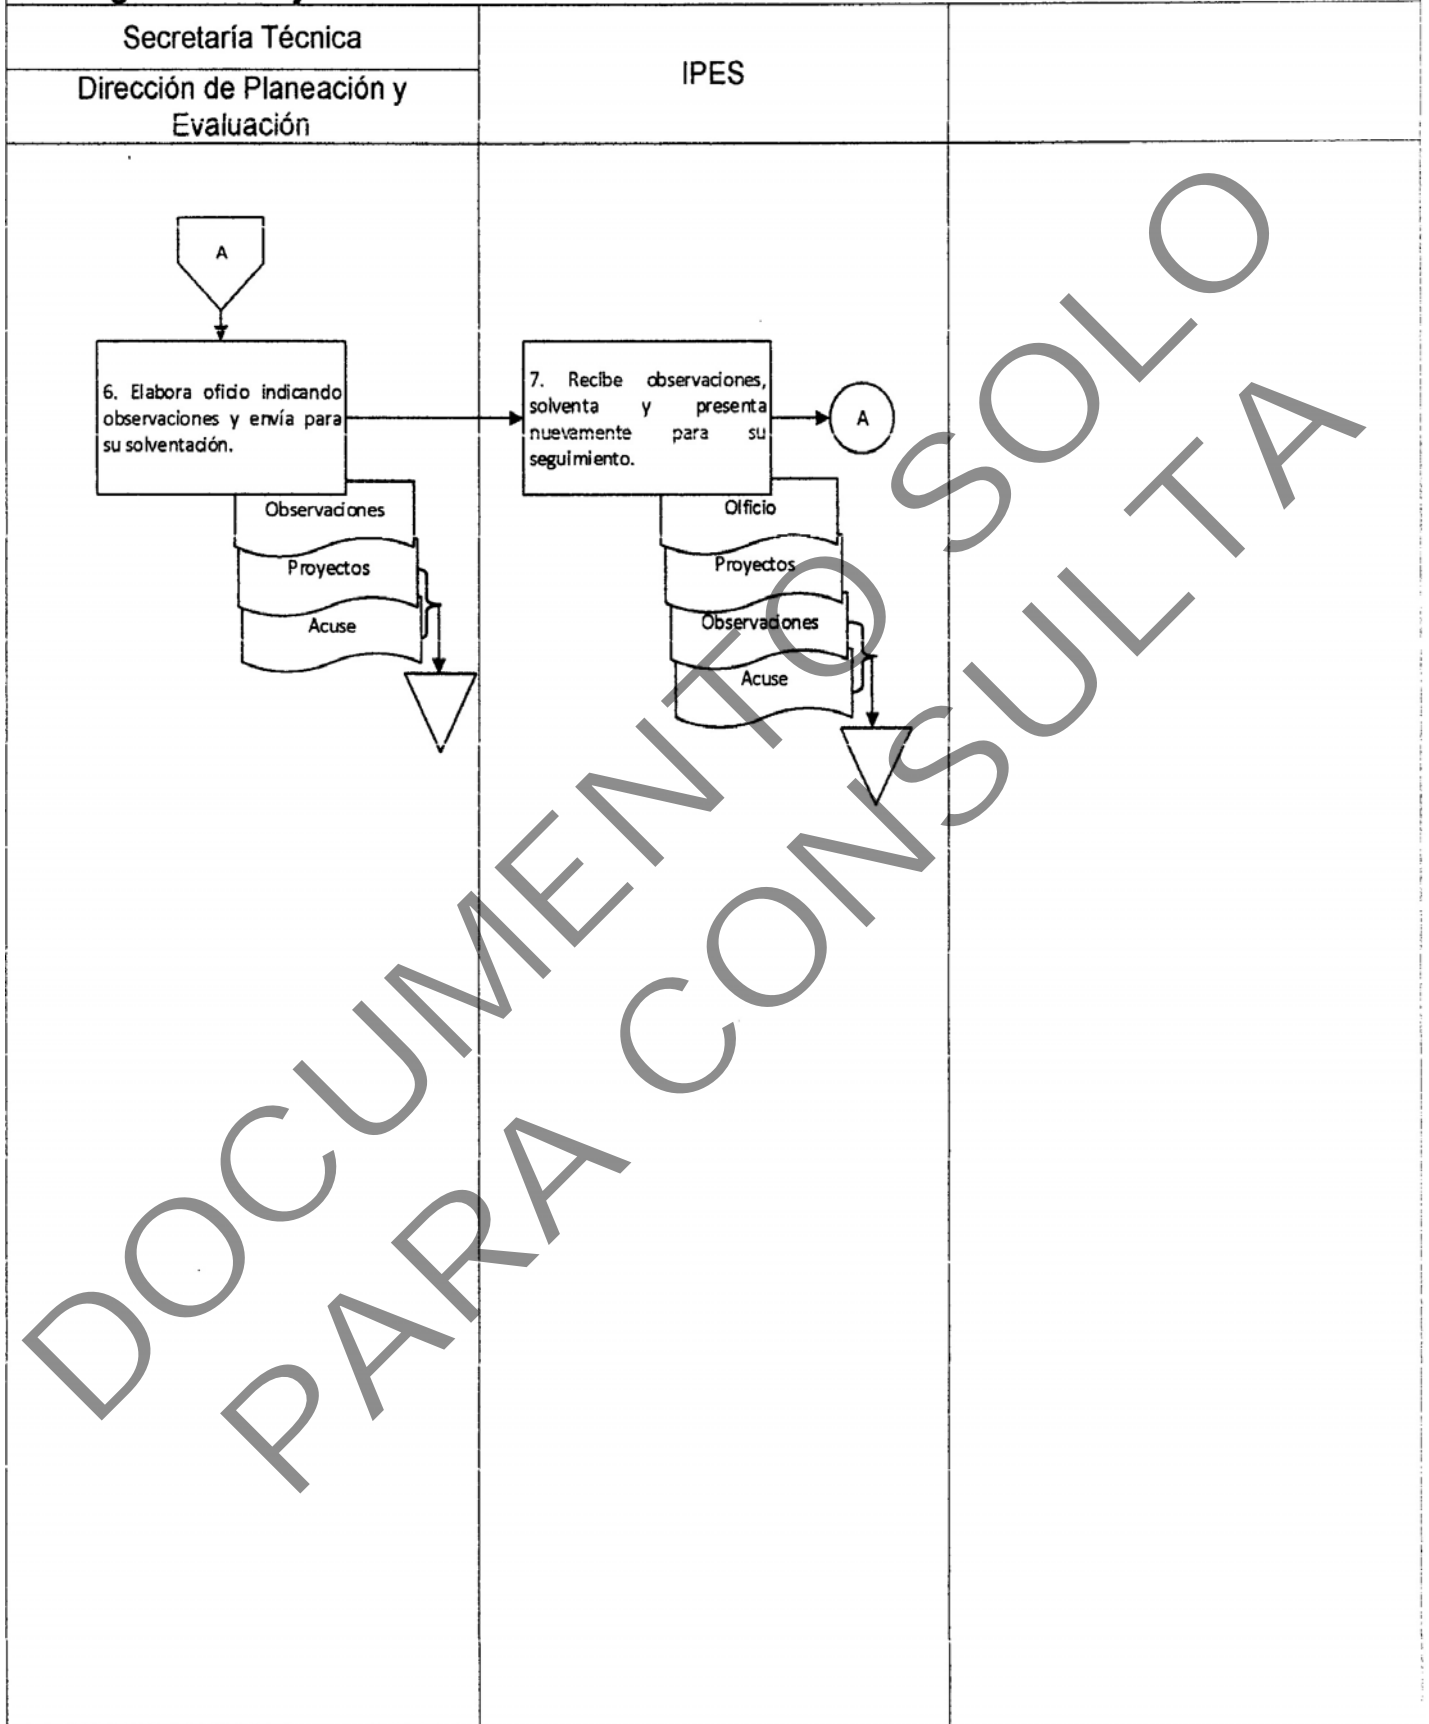 Secretaría Técnica
Dirección de Planeación y
Evaluación
IPES
A
6. Elabora oficio indicando
observaciones y envía para
su solventación.
Observaciones
Proyectos
Acuse
7. Recibe observaciones,
solventa y presenta
nuevamente para su
seguimiento.
A
Olficio
Proyectos
Observaciones
Acuse
DOCUMENTO SOLO
PARA CONSULTA